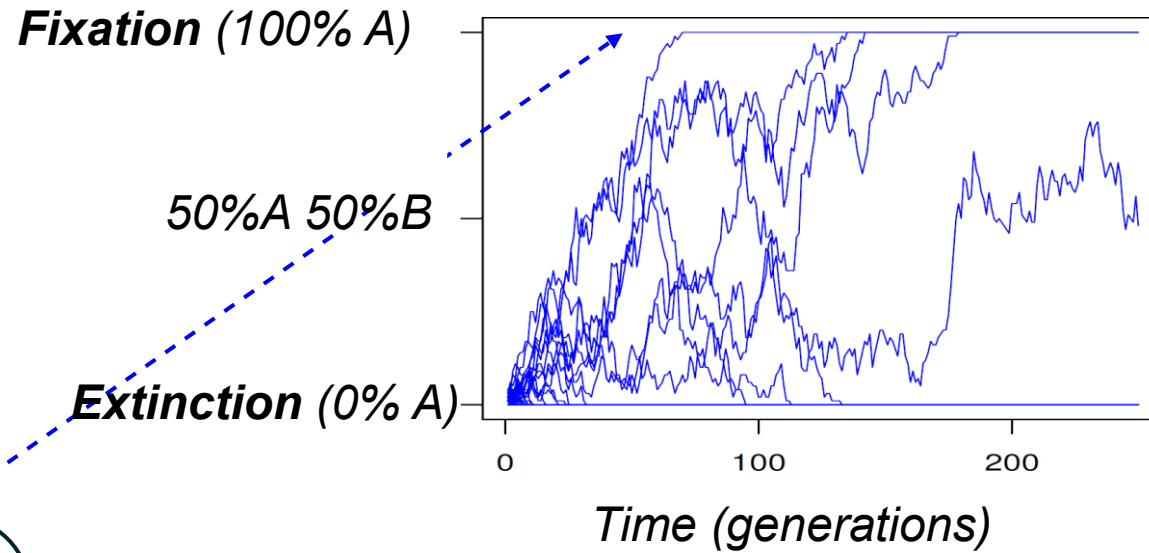 Fixation (100% A)
50%A 50%B
Extinction (0% A)
0 100 200
Time (generations)